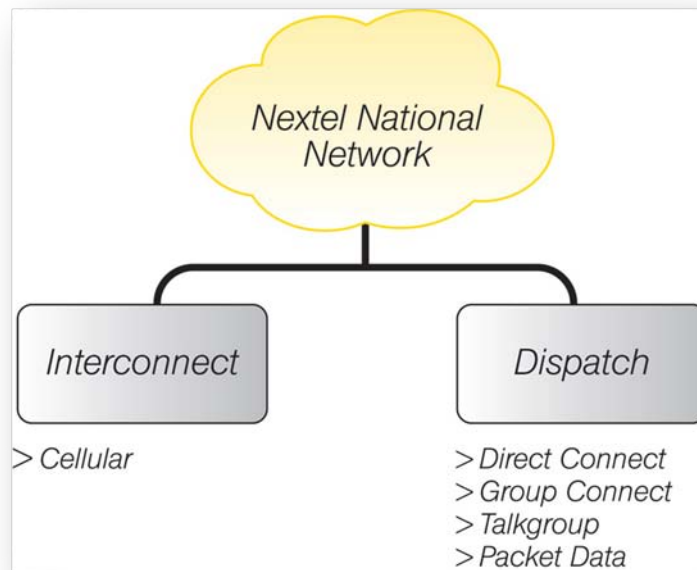 Nextel National
Network
Interconnect
Dispatch
> Cellular
> Direct Connect
> Group Connect
> Talkgroup
> Packet Data